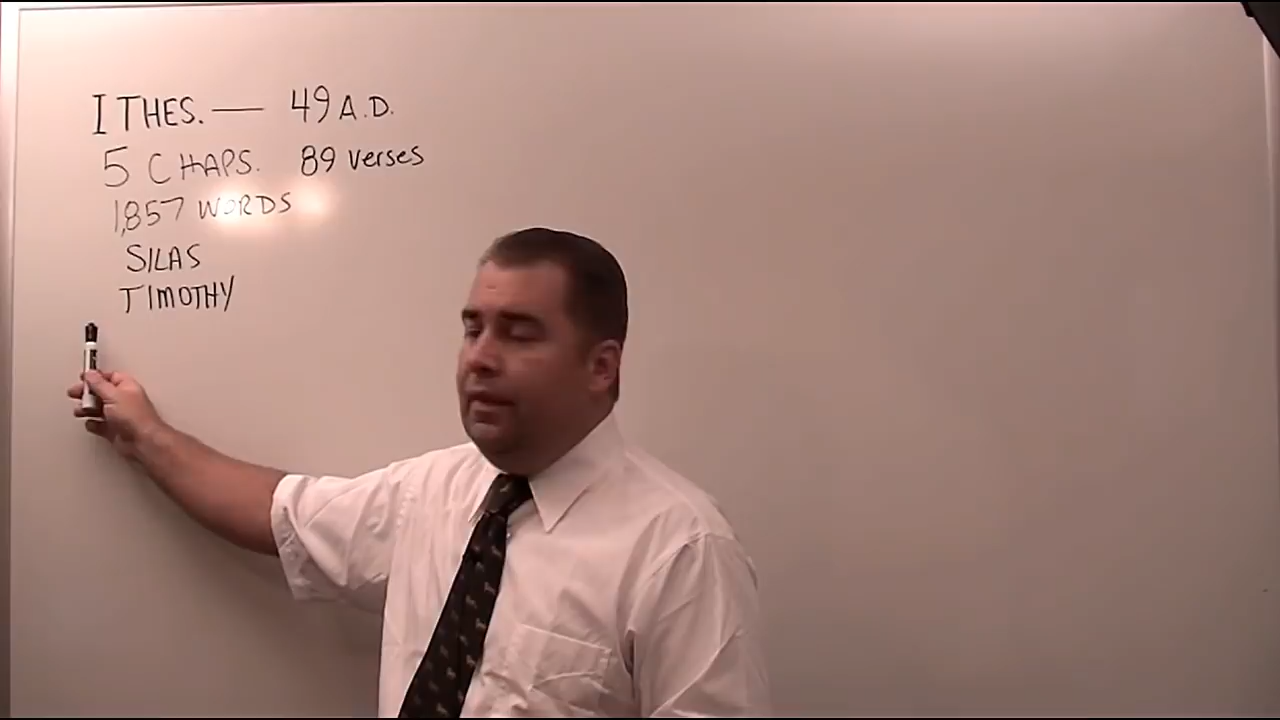 I THES. — 49 A.D.
5 CHAPS. 89 verses
1,857 WORDS
SILAS
TIMOTHY